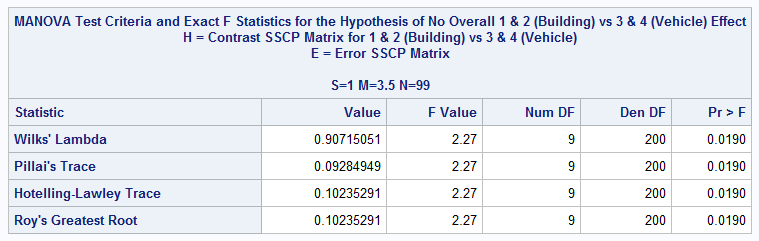 MANOVA Test Criteria and Exact F Statistics for the Hypothesis of No Overall 1 & 2 (Building) vs 3 & 4 (Vehicle) Effect
H = Contrast SSCP Matrix for 1 & 2 (Building) vs 3 & 4 (Vehicle)
E = Error SSCP Matrix
S=1 M=3.5 N=99
Statistic Value F Value Num DF Den DF Pr > F
Wilks' Lambda 0.90715051 2.27 9 200 0.0190
Pillai's Trace 0.09284949 2.27 9 200 0.0190
Hotelling-Lawley Trace 0.10235291 2.27 9 200 0.0190
Roy's Greatest Root 0.10235291 2.27 9 200 0.0190